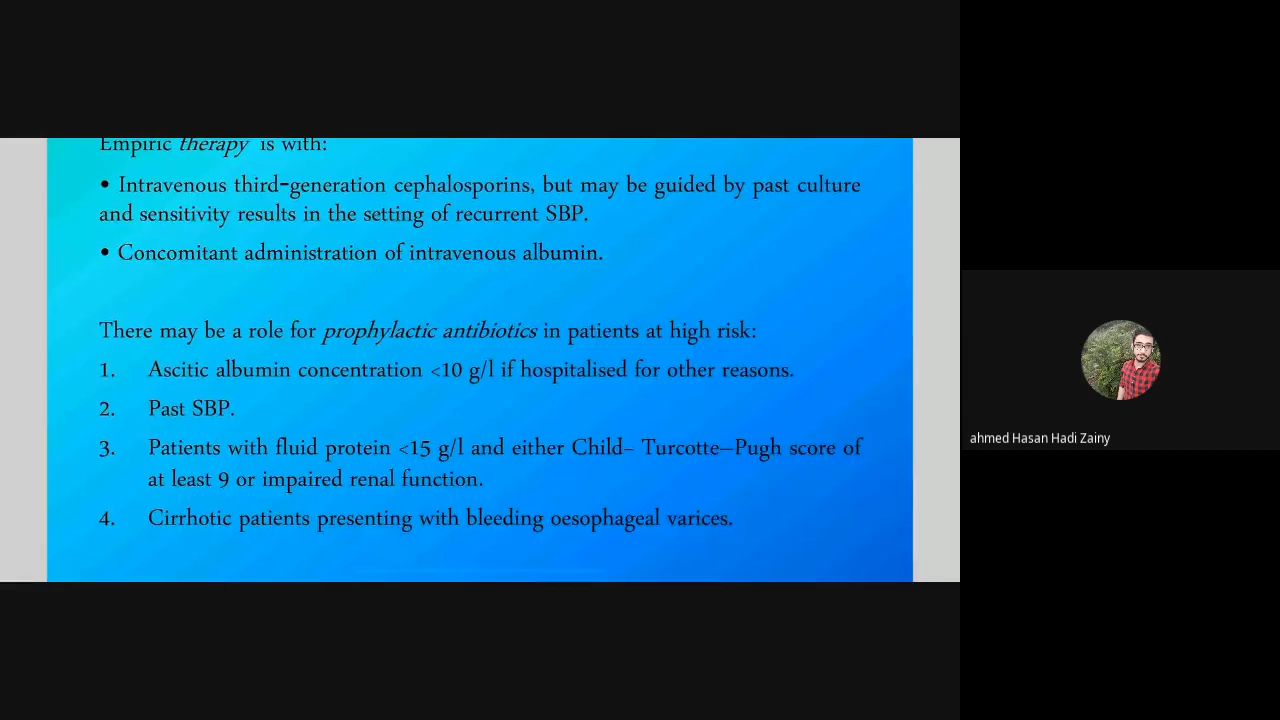 Empiric therapy is with:
• Intravenous third-generation cephalosporins, but may be guided by past culture
and sensitivity results in the setting of recurrent SBP.
• Concomitant administration of intravenous albumin.
There may be a role for prophylactic antibiotics in patients at high risk:
1. Ascitic albumin concentration <10 g/l if hospitalised for other reasons.
2. Past SBP.
3. Patients with fluid protein <15 g/l and either Child– Turcotte–Pugh score of
at least 9 or impaired renal function.
4. Cirrhotic patients presenting with bleeding oesophageal varices.
ahmed Hasan Hadi Zainy